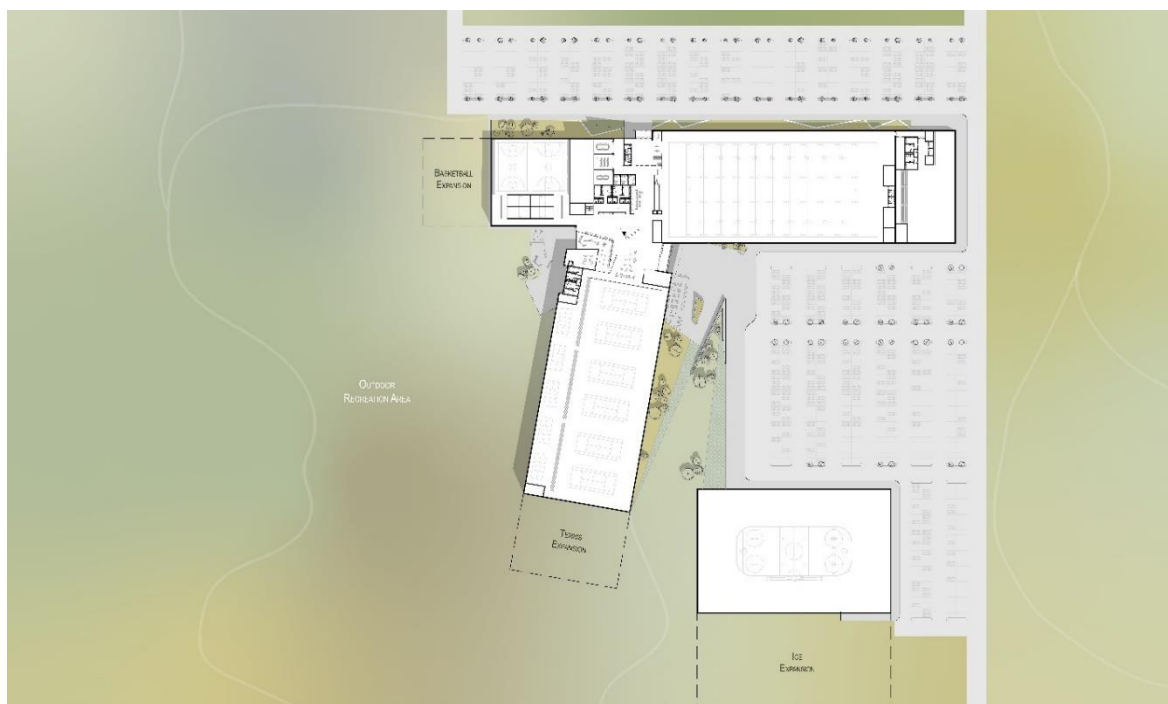 BASKETBALL
EXPANSION
OUTDOOR
RECREATION AREA
TENNIS
EXPANSION
ICE
EXPANSION